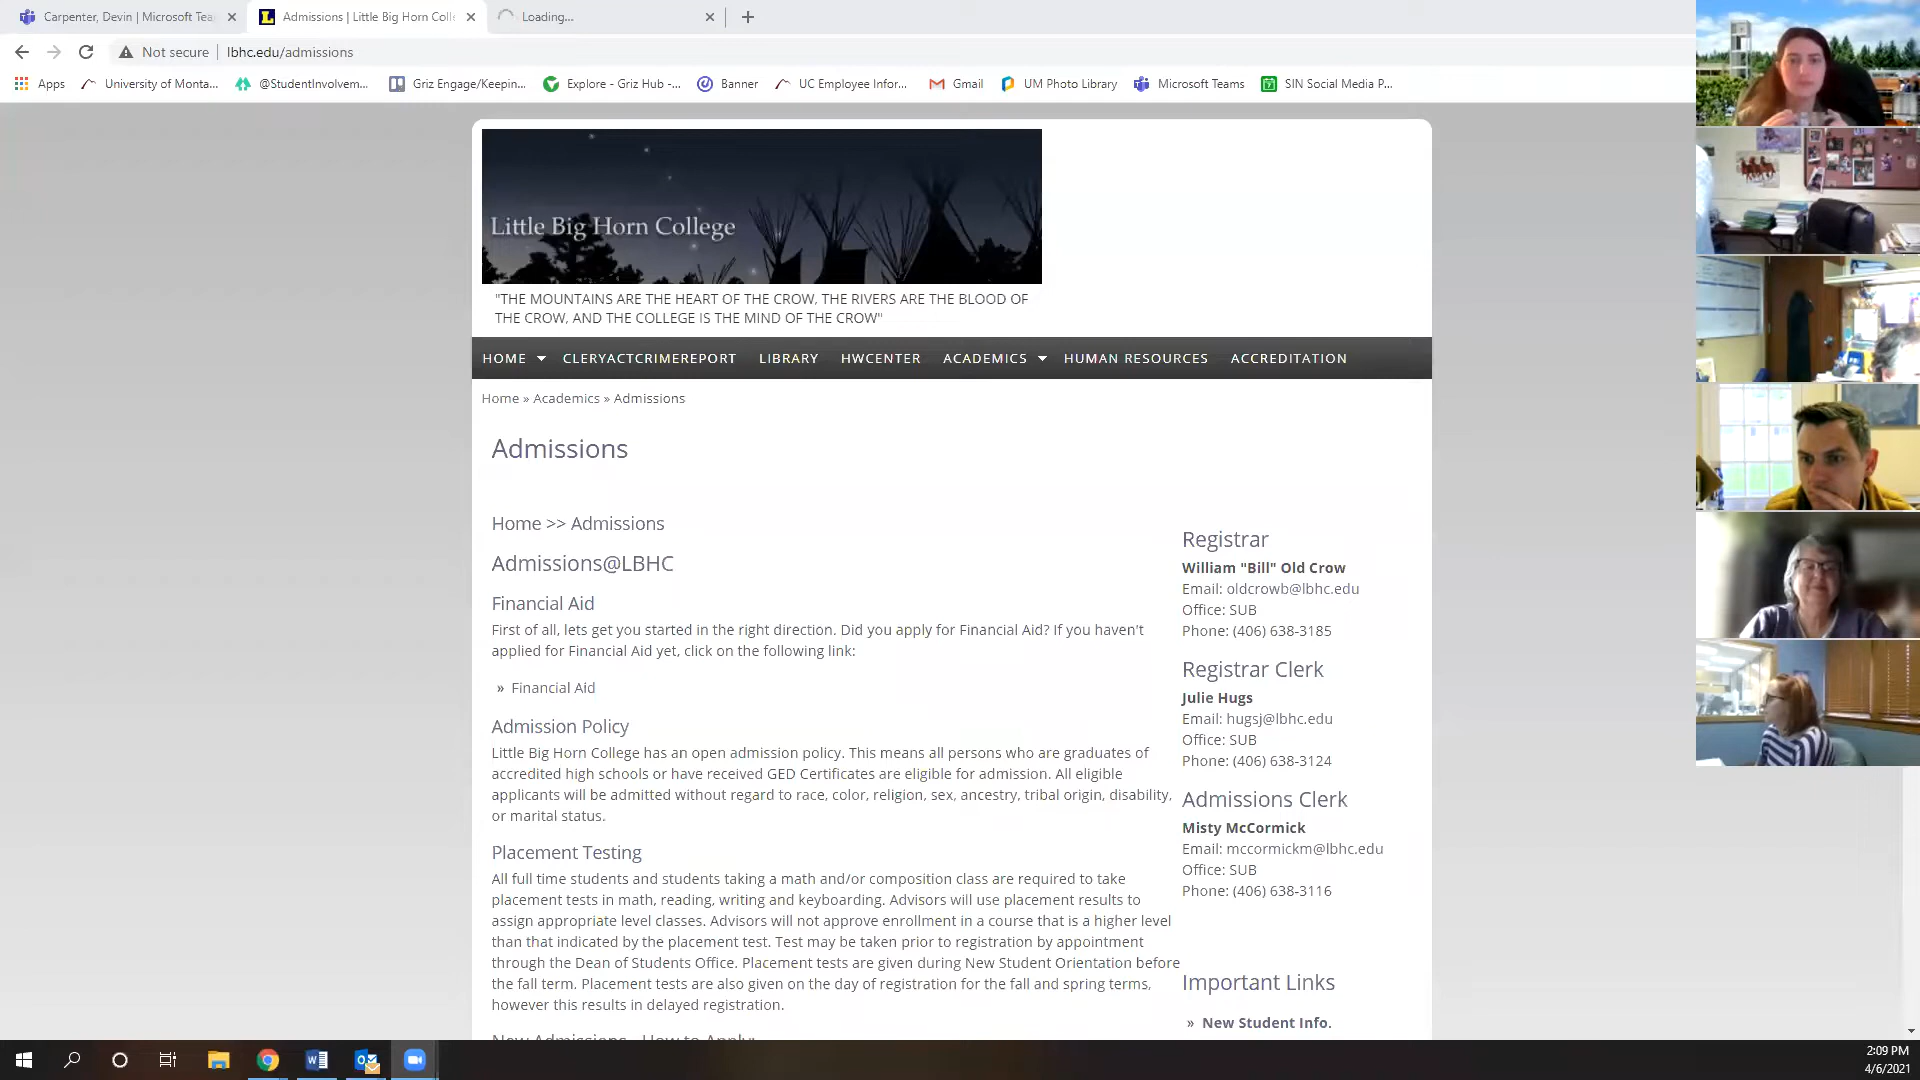 Carpenter, Devin | Microsoft Tea
Admissions | Little Big Horn Colle
Loading...
Not secure
lbhc.edu/admissions
Apps
University of Monta...
@StudentInvolvem...
Griz Engage/Keepin...
Explore - Griz Hub -...
Banner
UC Employee Infor...
Gmail
UM Photo Library
Microsoft Teams
SIN Social Media P...
Little Big Horn College
"THE MOUNTAINS ARE THE HEART OF THE CROW, THE RIVERS ARE THE BLOOD OF
THE CROW, AND THE COLLEGE IS THE MIND OF THE CROW"
HOME
CLERYACTCRIMEREPORT
LIBRARY
HWCENTER
ACADEMICS
HUMAN RESOURCES
ACCREDITATION
Home » Academics » Admissions
Admissions
Home >> Admissions
Admissions@LBHC
Financial Aid
First of all, lets get you started in the right direction. Did you apply for Financial Aid? If you haven't
applied for Financial Aid yet, click on the following link:
» Financial Aid
Admission Policy
Little Big Horn College has an open admission policy. This means all persons who are graduates of
accredited high schools or have received GED Certificates are eligible for admission. All eligible
applicants will be admitted without regard to race, color, religion, sex, ancestry, tribal origin, disability,
or marital status.
Placement Testing
All full time students and students taking a math and/or composition class are required to take
placement tests in math, reading, writing and keyboarding. Advisors will use placement results to
assign appropriate level classes. Advisors will not approve enrollment in a course that is a higher level
than that indicated by the placement test. Test may be taken prior to registration by appointment
through the Dean of Students Office. Placement tests are given during New Student Orientation before
the fall term. Placement tests are also given on the day of registration for the fall and spring terms,
however this results in delayed registration.
New Admissions - How to Apply:
Registrar
William "Bill" Old Crow
Email: oldcrowb@lbhc.edu
Office: SUB
Phone: (406) 638-3185
Registrar Clerk
Julie Hugs
Email: hugsj@lbhc.edu
Office: SUB
Phone: (406) 638-3124
Admissions Clerk
Misty McCormick
Email: mccormickm@lbhc.edu
Office: SUB
Phone: (406) 638-3116
Important Links
» New Student Info.
2:09 PM
4/6/2021